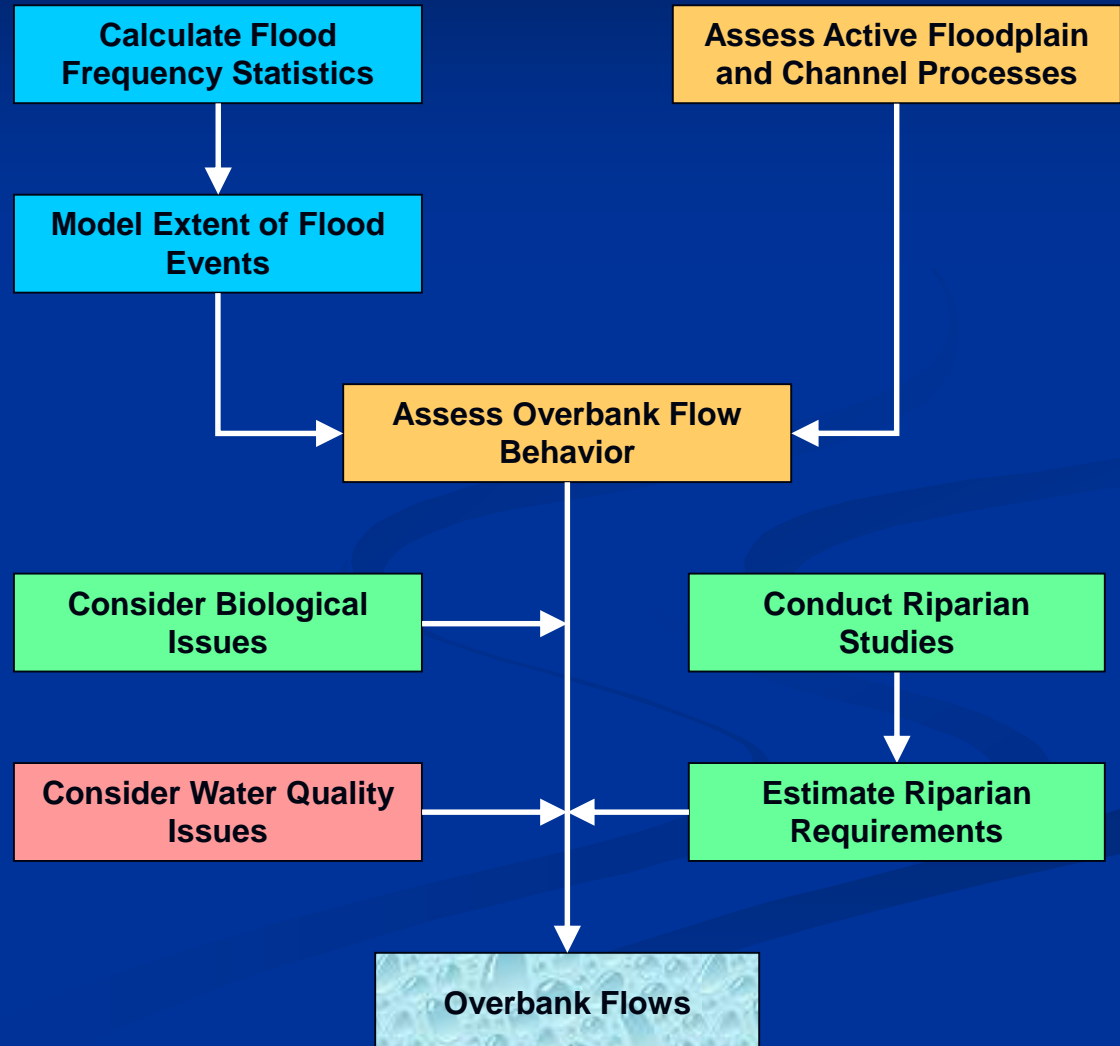 Calculate Flood
Frequency Statistics
Assess Active Floodplain
and Channel Processes
Model Extent of Flood
Events
Assess Overbank Flow
Behavior
Consider Biological
Issues
Conduct Riparian
Studies
Consider Water Quality
Issues
Estimate Riparian
Requirements
Overbank Flows